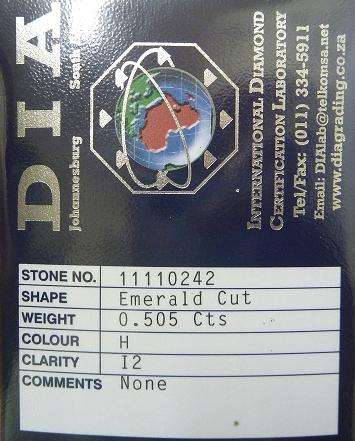 DIA
Johannesburg South
INTERNATIONAL DIAMOND
CERTIFICATION LABORATORY
Tel/Fax: (011) 334-5911
Email: DIAlab@telkomsa.net
www.diagrading.co.za
STONE NO. 11110242
SHAPE Emerald Cut
WEIGHT 0.505 Cts
COLOUR H
CLARITY I2
COMMENTS None